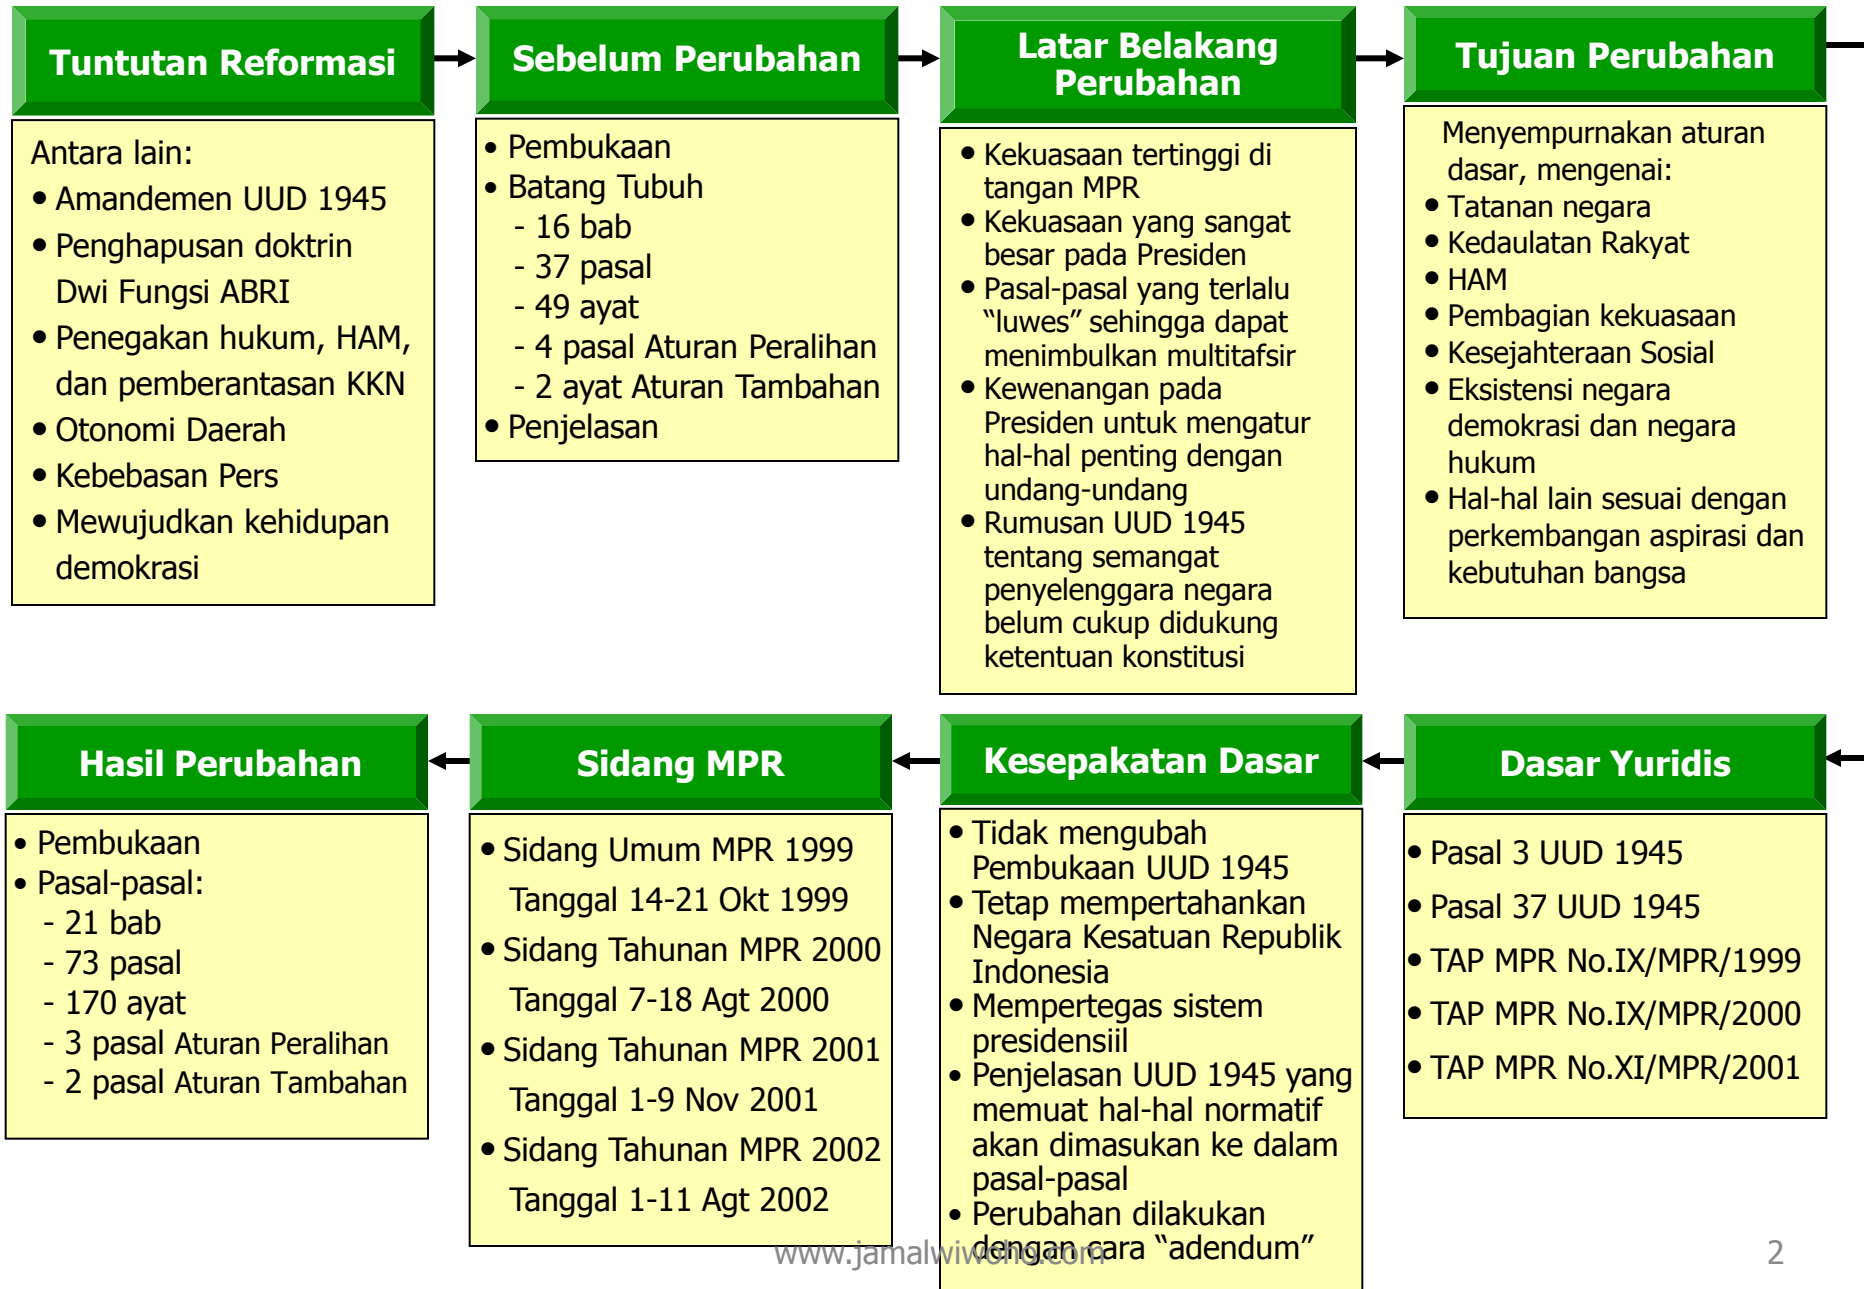 Tuntutan Reformasi
Antara lain:
• Amandemen UUD 1945
• Penghapusan doktrin
Dwi Fungsi ABRI
• Penegakan hukum, HAM,
dan pemberantasan KKN
• Otonomi Daerah
• Kebebasan Pers
• Mewujudkan kehidupan
demokrasi
Sebelum Perubahan
• Pembukaan
• Batang Tubuh
- 16 bab
- 37 pasal
- 49 ayat
- 4 pasal Aturan Peralihan
- 2 ayat Aturan Tambahan
• Penjelasan
Latar Belakang
Perubahan
• Kekuasaan tertinggi di
tangan MPR
• Kekuasaan yang sangat
besar pada Presiden
• Pasal-pasal yang terlalu
“luwes” sehingga dapat
menimbulkan multitafsir
• Kewenangan pada
Presiden untuk mengatur
hal-hal penting dengan
undang-undang
• Rumusan UUD 1945
tentang semangat
penyelenggara negara
belum cukup didukung
ketentuan konstitusi
Tujuan Perubahan
Menyempurnakan aturan
dasar, mengenai:
• Tatanan negara
• Kedaulatan Rakyat
• HAM
• Pembagian kekuasaan
• Kesejahteraan Sosial
• Eksistensi negara
demokrasi dan negara
hukum
• Hal-hal lain sesuai dengan
perkembangan aspirasi dan
kebutuhan bangsa
Dasar Yuridis
• Pasal 3 UUD 1945
• Pasal 37 UUD 1945
• TAP MPR No.IX/MPR/1999
• TAP MPR No.IX/MPR/2000
• TAP MPR No.XI/MPR/2001
Kesepakatan Dasar
• Tidak mengubah
Pembukaan UUD 1945
• Tetap mempertahankan
Negara Kesatuan Republik
Indonesia
• Mempertegas sistem
presidensiil
• Penjelasan UUD 1945 yang
memuat hal-hal normatif
akan dimasukan ke dalam
pasal-pasal
• Perubahan dilakukan
dengan cara “adendum”
Sidang MPR
• Sidang Umum MPR 1999
Tanggal 14-21 Okt 1999
• Sidang Tahunan MPR 2000
Tanggal 7-18 Agt 2000
• Sidang Tahunan MPR 2001
Tanggal 1-9 Nov 2001
• Sidang Tahunan MPR 2002
Tanggal 1-11 Agt 2002
Hasil Perubahan
• Pembukaan
• Pasal-pasal:
- 21 bab
- 73 pasal
- 170 ayat
- 3 pasal Aturan Peralihan
- 2 pasal Aturan Tambahan
www.jamalwiwoho.com
2